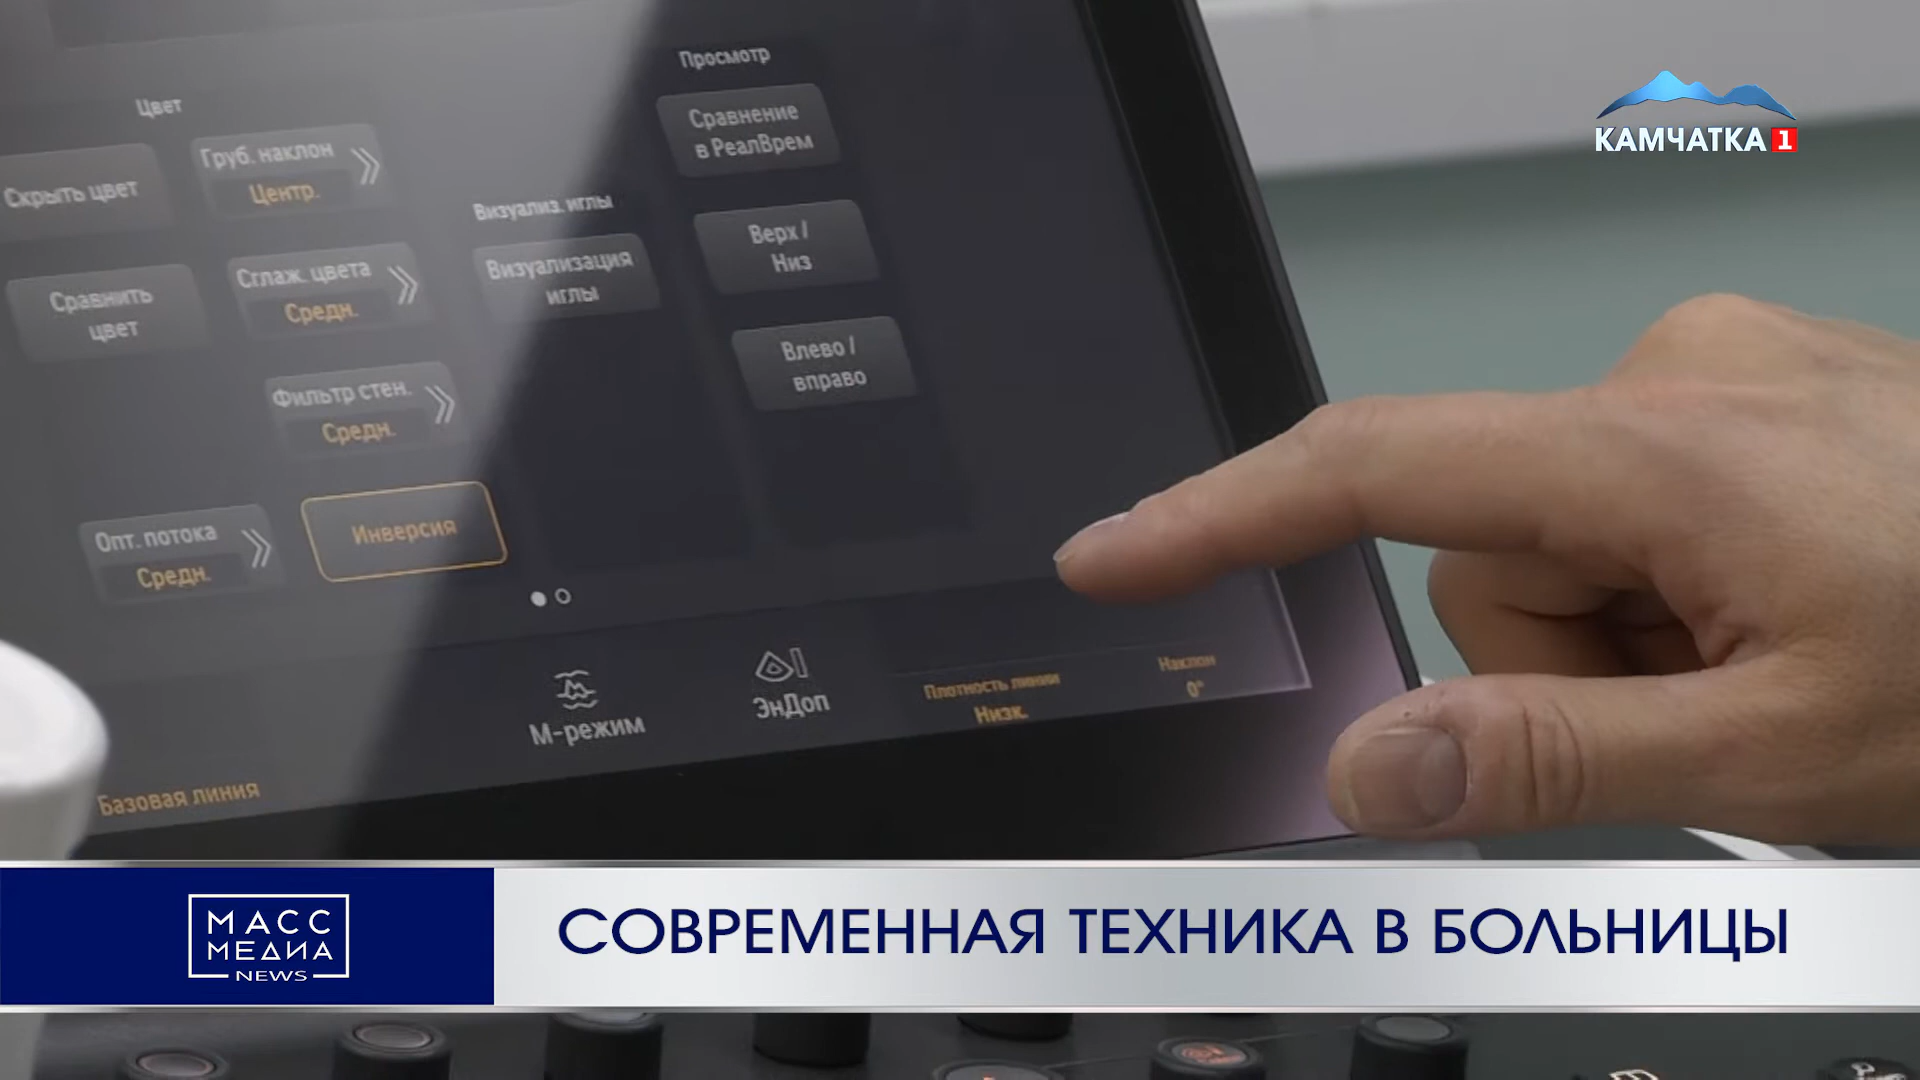 Просмотр
Цвет
Сравнение
в РеалВрем
Груб. наклон
Центр.
Скрыть цвет
Визуализ. иглы
Верх /
Низ
Визуализация
иглы
Сглаж. цвета
Средн.
Сравнить
цвет
Влево /
вправо
Фильтр стен.
Средн.
Опт. потока
Средн.
Инверсия
М-режим
ЭнДоп
Плотность линии
Низк.
Наклон
0°
Базовая линия
КАМЧАТКА 1
МАСС
МЕДИА
NEWS
СОВРЕМЕННАЯ ТЕХНИКА В БОЛЬНИЦЫ